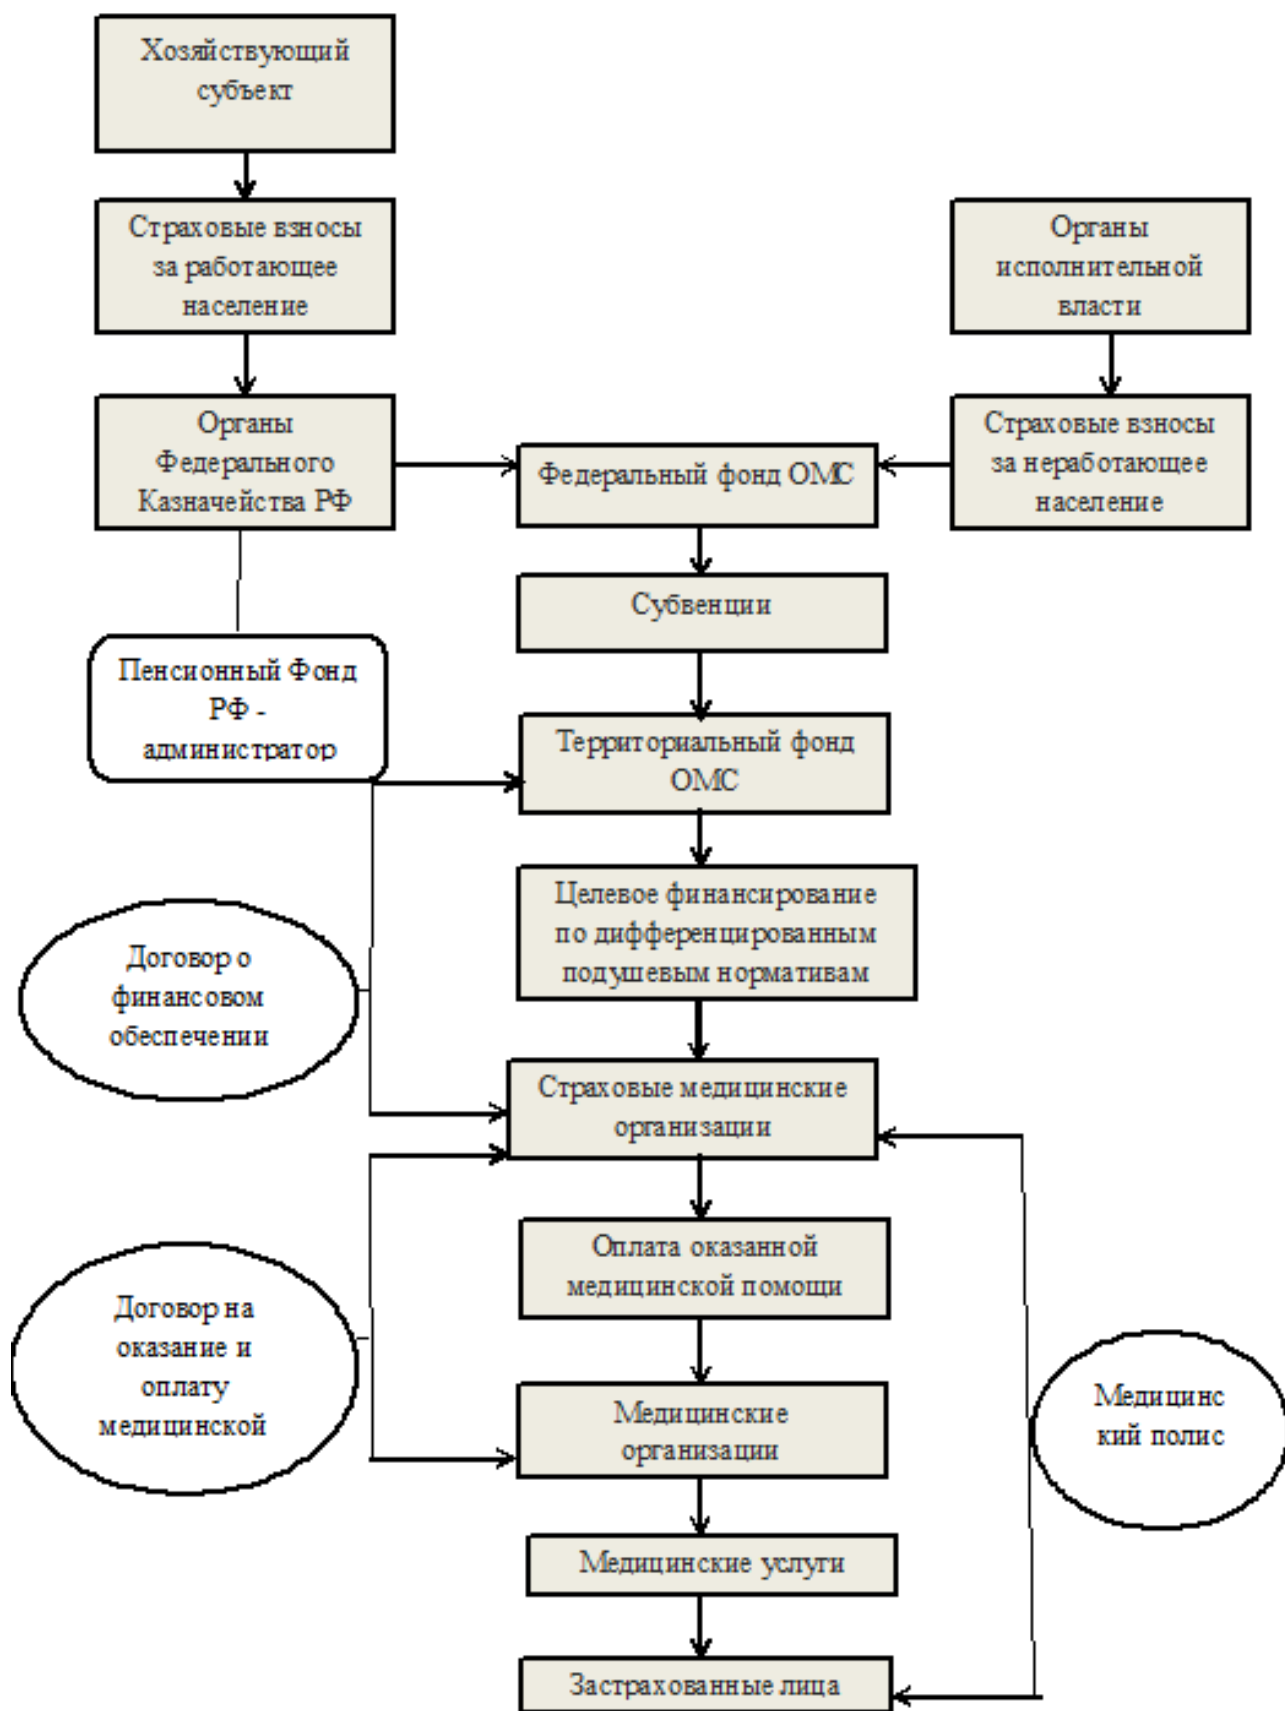 Хозяйствующий
субъект
Страховые взносы
за работающее
население
Органы
исполнительной
власти
Органы
Федерального
Казначейства РФ
Федеральный фонд ОМС
Страховые взносы
за неработающее
население
Субвенции
Пенсионный Фонд
РФ -
администратор
Территориальный фонд
ОМС
Целевое финансирование
по дифференцированным
подушевым нормативам
Договор о
финансовом
обеспечении
Страховые медицинские
организации
Оплата оказанной
медицинской помощи
Договор на
оказание и
оплату
медицинской
Медицинские
организации
Медицинс
кий полис
Медицинские услуги
Застрахованные лица